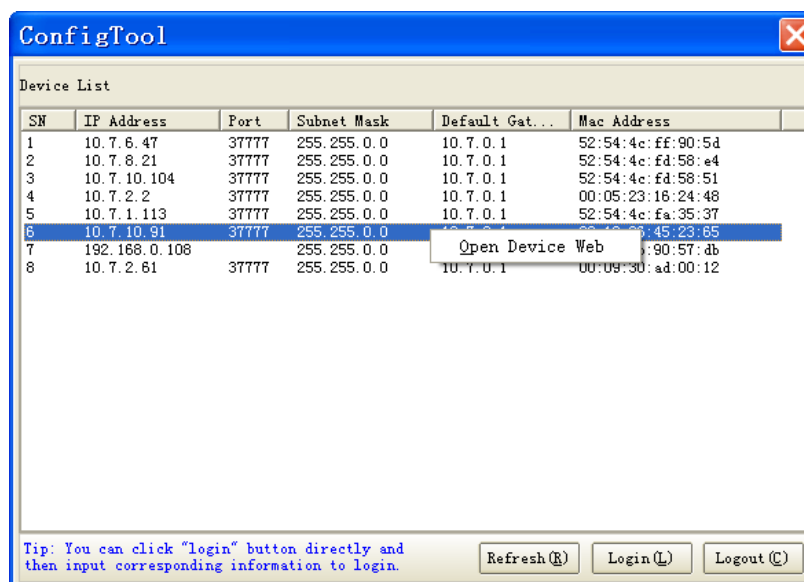 ConfigTool
Device List
SN IP Address Port Subnet Mask Default Gat... Mac Address
1 10.7.6.47 37777 255.255.0.0 10.7.0.1 52:54:4c:ff:90:5d
2 10.7.8.21 37777 255.255.0.0 10.7.0.1 52:54:4c:fd:58:e4
3 10.7.10.104 37777 255.255.0.0 10.7.0.1 52:54:4c:fd:58:51
4 10.7.2.2 37777 255.255.0.0 10.7.0.1 00:05:23:16:24:48
5 10.7.1.113 37777 255.255.0.0 10.7.0.1 52:54:4c:fa:35:37
6 10.7.10.91 37777 255.255.0.0 :45:23:65
Open Device Web
7 192.168.0.108 255.255.0.0 :90:57:db
8 10.7.2.61 37777 255.255.0.0 10.7.0.1 00:09:30:ad:00:12
Tip: You can click "login" button directly and
then input corresponding information to login.
Refresh(R) Login(L) Logout(C)